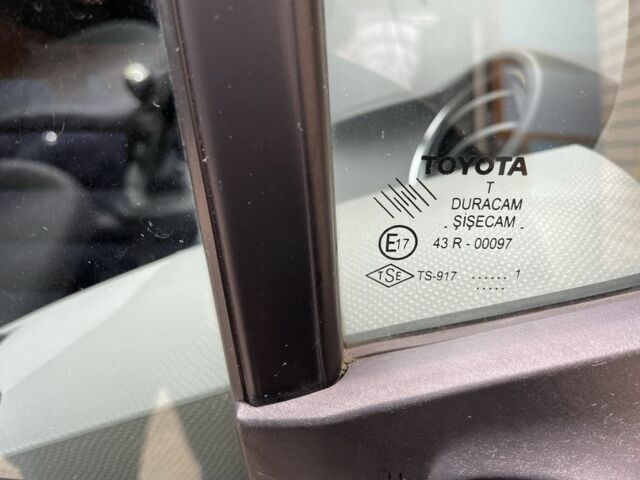 TOYOTA
T
DURACAM
- ŞİŞECAM -
E17 43 R - 00097
TSE TS-917 ...... 1
.....